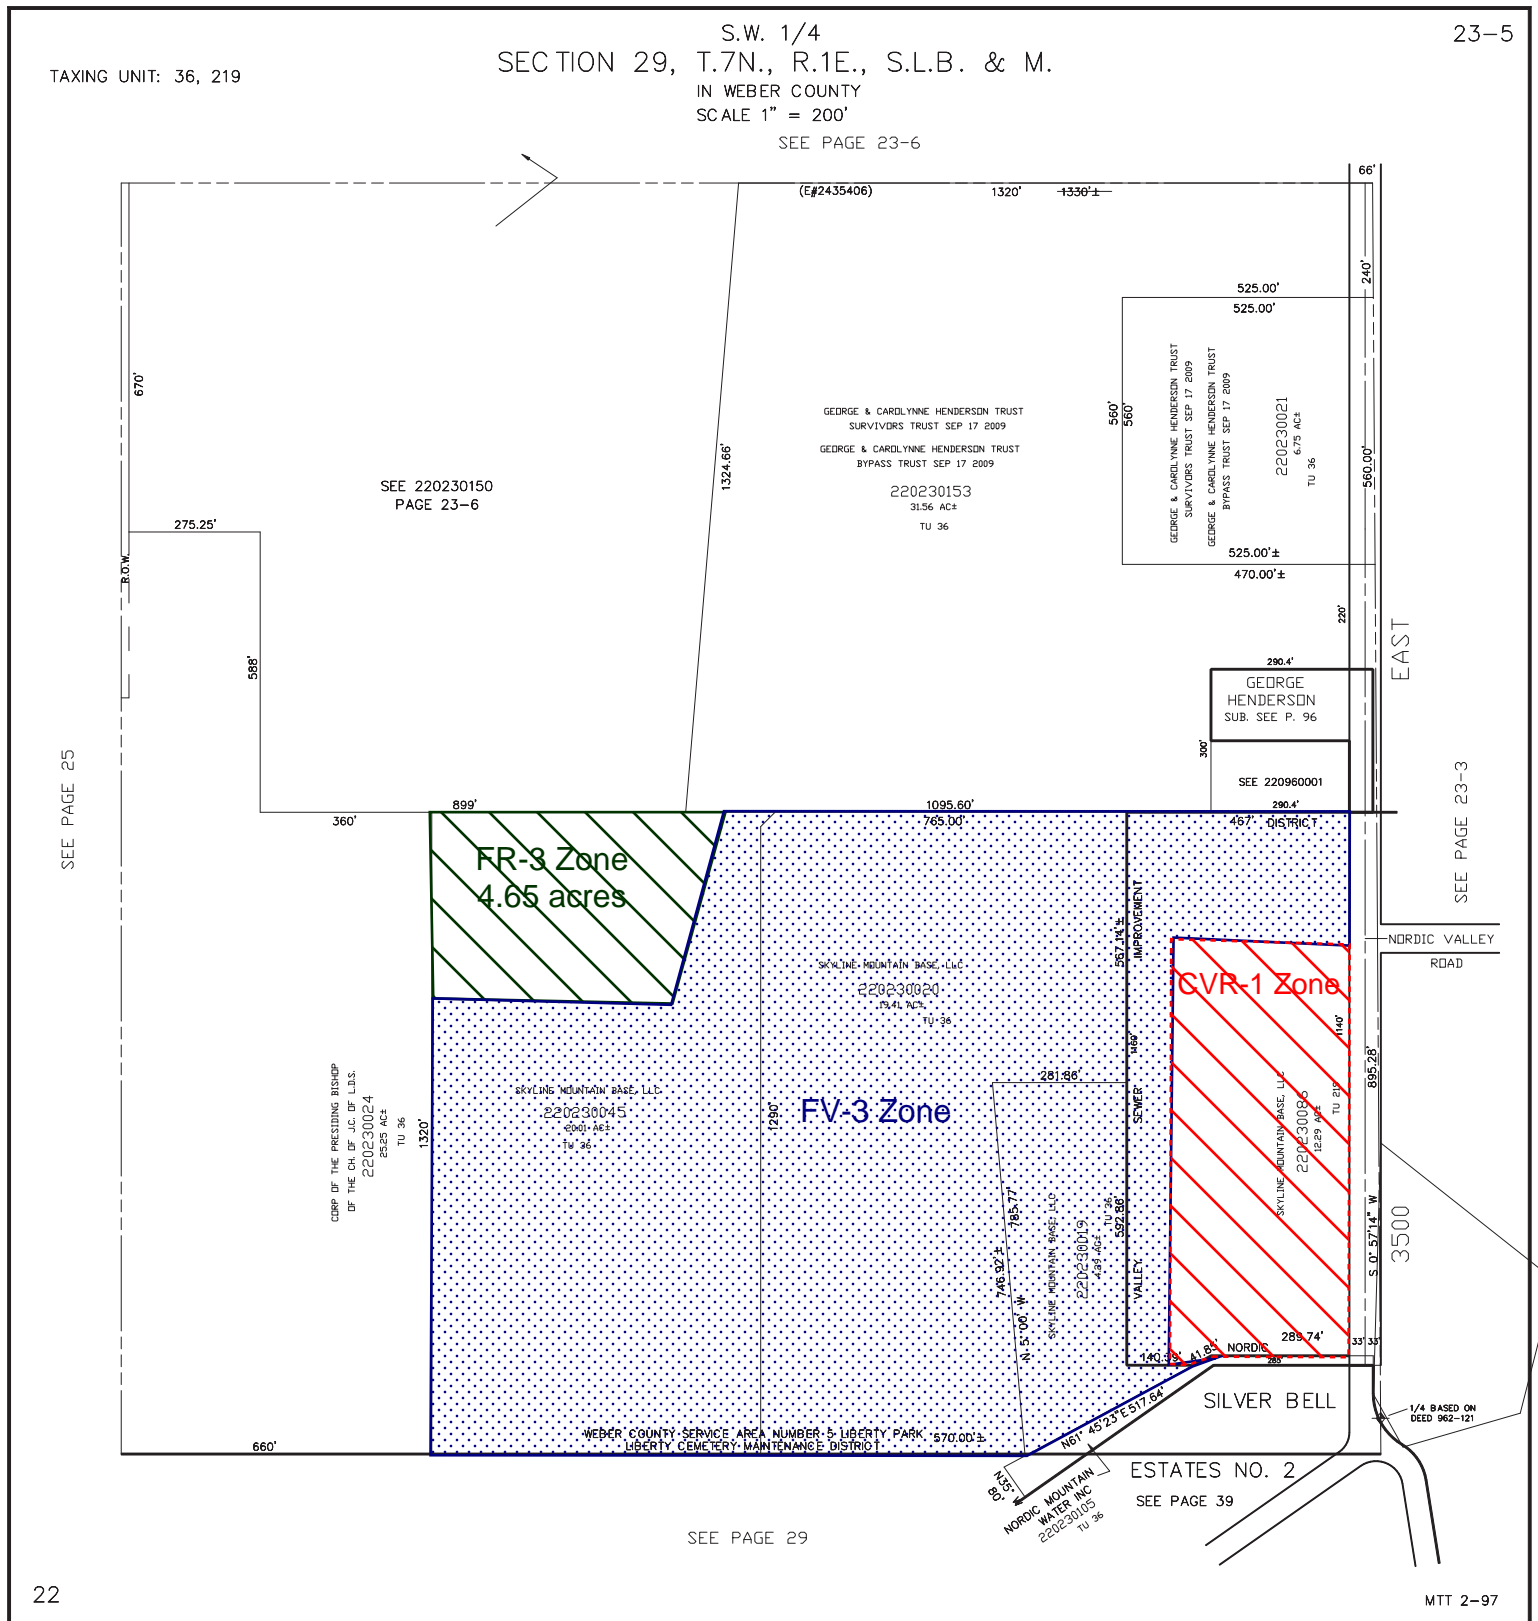 S.W. 1/4
23-5
SECTION 29, T.7N., R.1E., S.L.B. & M.
TAXING UNIT: 36, 219
IN WEBER COUNTY
SCALE 1" = 200'
SEE PAGE 23-6
66'
(E#2435406)
1320'
1330'±
240'
525.00'
525.00'
670'
560'
560'
GEORGE & CAROLYNNE HENDERSON TRUST
SURVIVORS TRUST SEP 17 2009
GEORGE & CAROLYNNE HENDERSON TRUST
BYPASS TRUST SEP 17 2009
220230021
6.75 AC±
TU 36
560.00'
GEORGE & CAROLYNNE HENDERSON TRUST
SURVIVORS TRUST SEP 17 2009
GEORGE & CAROLYNNE HENDERSON TRUST
BYPASS TRUST SEP 17 2009
220230153
31.56 AC±
TU 36
1324.66'
SEE 220230150
PAGE 23-6
275.25'
525.00'±
470.00'±
R.O.W.
220'
588'
EAST
290.4'
GEORGE
HENDERSON
SUB. SEE P. 96
300'
SEE 220960001
SEE PAGE 25
SEE PAGE 23-3
899'
1095.60'
290.4'
360'
765.00'
467'
DISTRICT
FR-3 Zone
4.65 acres
IMPROVEMENT
567.14'±
NORDIC VALLEY
ROAD
SKYLINE MOUNTAIN BASE, LLC
220230020
19.41 AC±
TU 36
CVR-1 Zone
1140'
1160'
895.28'
CORP OF THE PRESIDING BISHOP
OF THE CH. OF J.C. OF L.D.S.
220230024
25.25 AC±
TU 36
1320'
SKYLINE MOUNTAIN BASE, LLC
220230045
20.01 AC±
TU 36
1290'
281.86'
FV-3 Zone
SEWER
SKYLINE MOUNTAIN BASE, LLC
220230086
12.29 AC±
TU 219
785.77'
746.92'±
N 5° 00' W
SKYLINE MOUNTAIN BASE, LLC
220230019
4.89 AC±
TU 36
592.86'
VALLEY
S 0° 57'14" W
3500
289.74'
NORDIC
33' 33'
140.39'
41.85'
285'
SILVER BELL
1/4 BASED ON
DEED 962-121
N61° 45'23"E 517.64'
WEBER COUNTY SERVICE AREA NUMBER 5 LIBERTY PARK
LIBERTY CEMETERY MAINTENANCE DISTRICT
570.00'±
660'
ESTATES NO. 2
SEE PAGE 39
N35° W
80'
NORDIC MOUNTAIN
WATER INC
220230105
TU 36
SEE PAGE 29
22
MTT 2-97